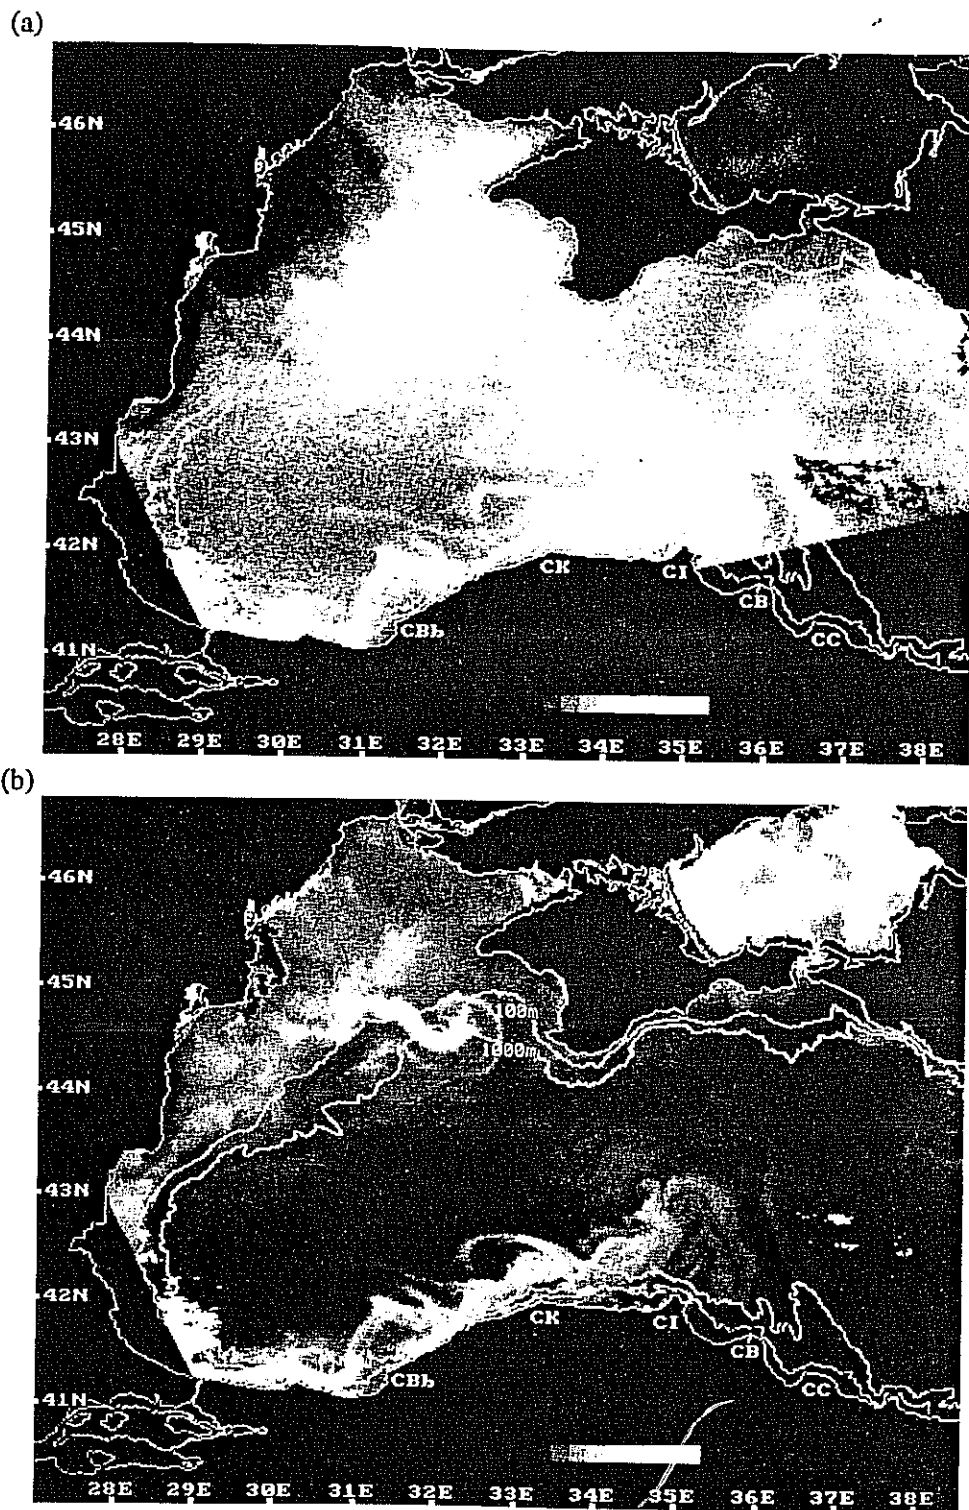 (a)
46N
45N
44N
43N
42N
41N
CK
CI
CB
CBb
CC
28E 29E 30E 31E 32E 33E 34E 35E 36E 37E 38E
(b)
46N
45N
100m
1000m
44N
43N
42N
CK
CI
CB
CBb
CC
41N
28E 29E 30E 31E 32E 33E 34E 35E 36E 37E 38E